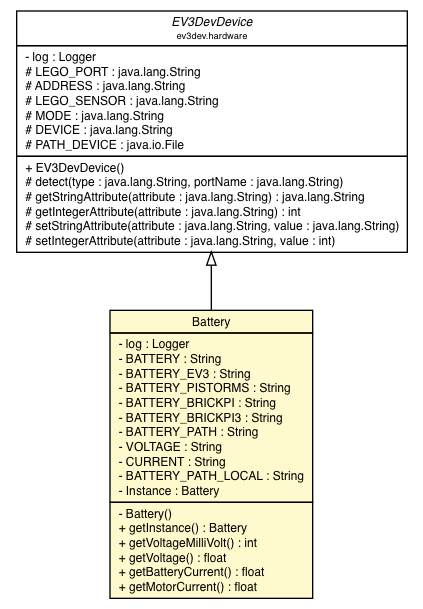 EV3DevDevice
ev3dev.hardware
- log : Logger
# LEGO_PORT : java.lang.String
# ADDRESS : java.lang.String
# LEGO_SENSOR : java.lang.String
# MODE : java.lang.String
# DEVICE : java.lang.String
# PATH_DEVICE : java.io.File
+ EV3DevDevice()
# detect(type : java.lang.String, portName : java.lang.String)
# getStringAttribute(attribute : java.lang.String) : java.lang.String
# getIntegerAttribute(attribute : java.lang.String) : int
# setStringAttribute(attribute : java.lang.String, value : java.lang.String)
# setIntegerAttribute(attribute : java.lang.String, value : int)
Battery
- log : Logger
- BATTERY : String
- BATTERY_EV3 : String
- BATTERY_PISTORMS : String
- BATTERY_BRICKPI : String
- BATTERY_BRICKPI3 : String
- BATTERY_PATH : String
- VOLTAGE : String
- CURRENT : String
- BATTERY_PATH_LOCAL : String
- Instance : Battery
- Battery()
+ getInstance() : Battery
+ getVoltageMilliVolt() : int
+ getVoltage() : float
+ getBatteryCurrent() : float
+ getMotorCurrent() : float